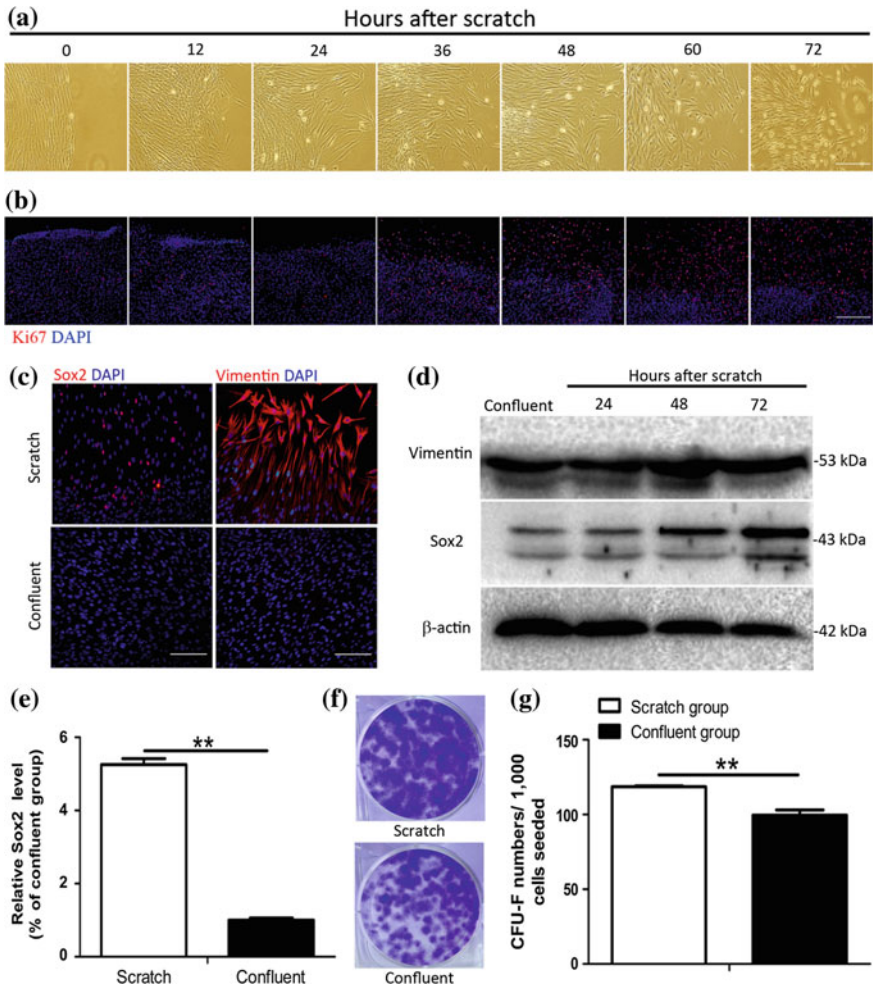 (a)
Hours after scratch
0 12 24 36 48 60 72
(b)
Ki67 DAPI
(c)
Sox2 DAPI Vimentin DAPI
Scratch
Confluent
(d)
Hours after scratch
Confluent 24 48 72
Vimentin -53 kDa
Sox2 -43 kDa
β-actin -42 kDa
(e)
Relative Sox2 level
(% of confluent group)
6
4
2
0
**
Scratch Confluent
(f)
Scratch
Confluent
(g)
Scratch group
Confluent group
CFU-F numbers/ 1,000
cells seeded
150
100
50
0
**